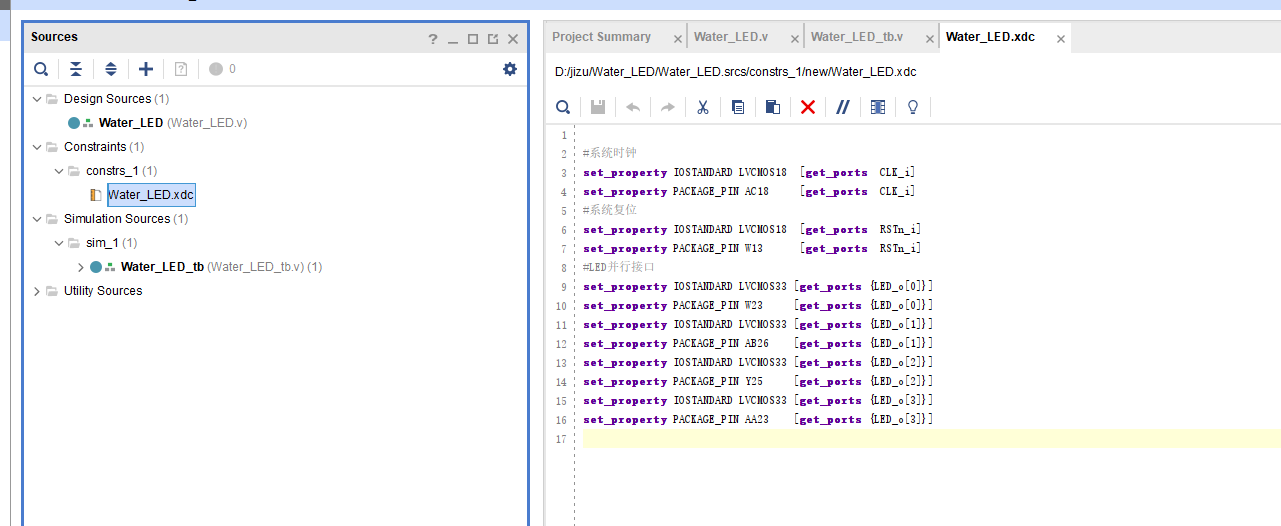 Sources
0
Design Sources (1)
Water_LED (Water_LED.v)
Constraints (1)
constrs_1 (1)
Water_LED.xdc
Simulation Sources (1)
sim_1 (1)
Water_LED_tb (Water_LED_tb.v) (1)
Utility Sources
Project Summary
Water_LED.v
Water_LED_tb.v
Water_LED.xdc
D:/jizu/Water_LED/Water_LED.srcs/constrs_1/new/Water_LED.xdc
1
2 #系统时钟
3 set_property IOSTANDARD LVCMOS18 [get_ports CLK_i]
4 set_property PACKAGE_PIN AC18 [get_ports CLK_i]
5 #系统复位
6 set_property IOSTANDARD LVCMOS18 [get_ports RSTn_i]
7 set_property PACKAGE_PIN W13 [get_ports RSTn_i]
8 #LED并行接口
9 set_property IOSTANDARD LVCMOS33 [get_ports {LED_o[0]}]
10 set_property PACKAGE_PIN W23 [get_ports {LED_o[0]}]
11 set_property IOSTANDARD LVCMOS33 [get_ports {LED_o[1]}]
12 set_property PACKAGE_PIN AB26 [get_ports {LED_o[1]}]
13 set_property IOSTANDARD LVCMOS33 [get_ports {LED_o[2]}]
14 set_property PACKAGE_PIN Y25 [get_ports {LED_o[2]}]
15 set_property IOSTANDARD LVCMOS33 [get_ports {LED_o[3]}]
16 set_property PACKAGE_PIN AA23 [get_ports {LED_o[3]}]
17